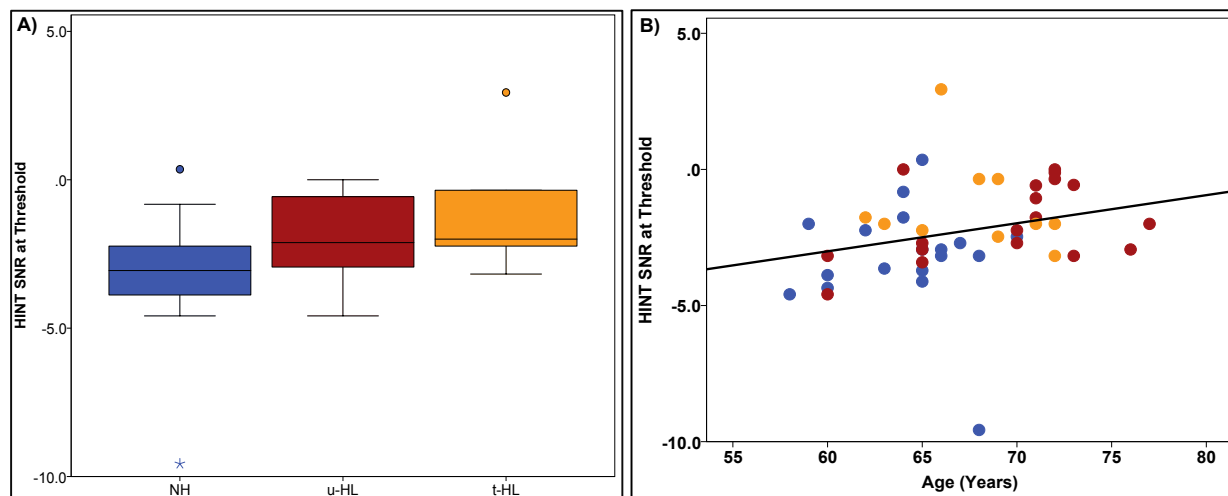 A)
HINT SNR at Threshold
5.0
.0
-5.0
-10.0
NH
u-HL
t-HL
B)
HINT SNR at Threshold
5.0
.0
-5.0
-10.0
55
60
65
70
75
80
Age (Years)